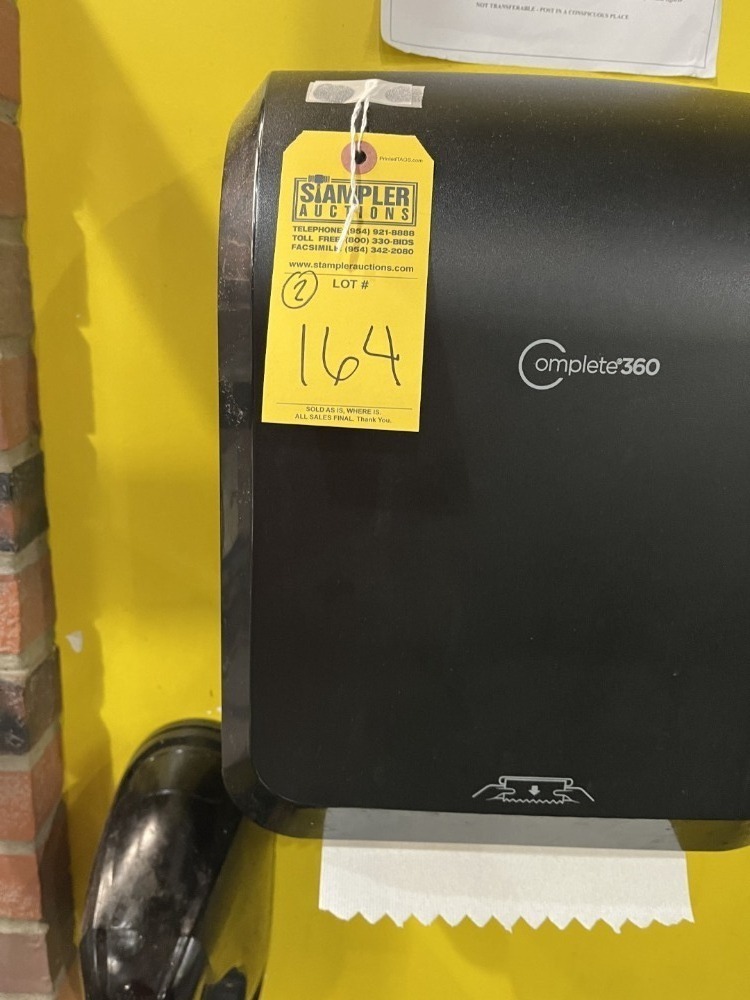 NOT TRANSFERABLE - POST IN A CONSPICUOUS PLACE
PrintedTAGS.com
STAMPLER
AUCTIONS
TELEPHONE (954) 921-8888
TOLL FREE (800) 330-BIDS
FACSIMILE (954) 342-2080
www.stamplerauctions.com
2 LOT #
164
SOLD AS IS, WHERE IS.
ALL SALES FINAL, Thank You.
Complete®360